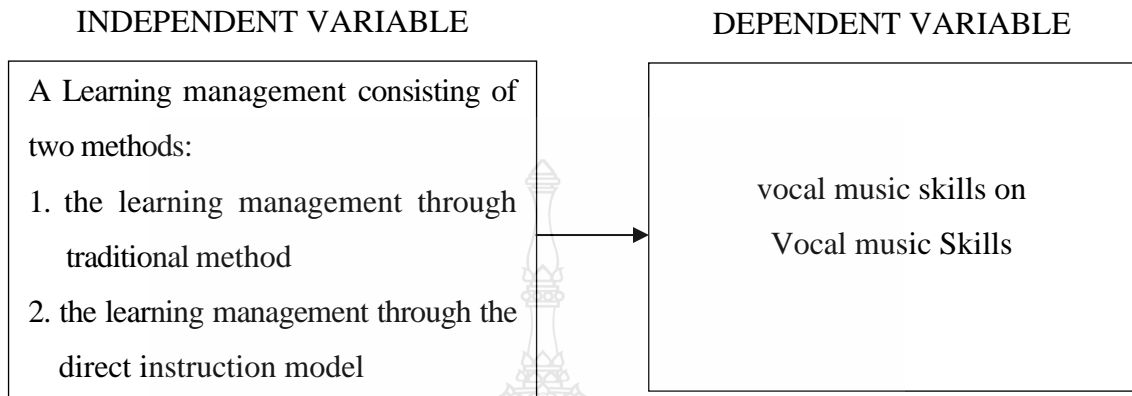 INDEPENDENT VARIABLE
DEPENDENT VARIABLE
A Learning management consisting of
two methods:
1. the learning management through
traditional method
2. the learning management through the
direct instruction model
vocal music skills on
Vocal music Skills